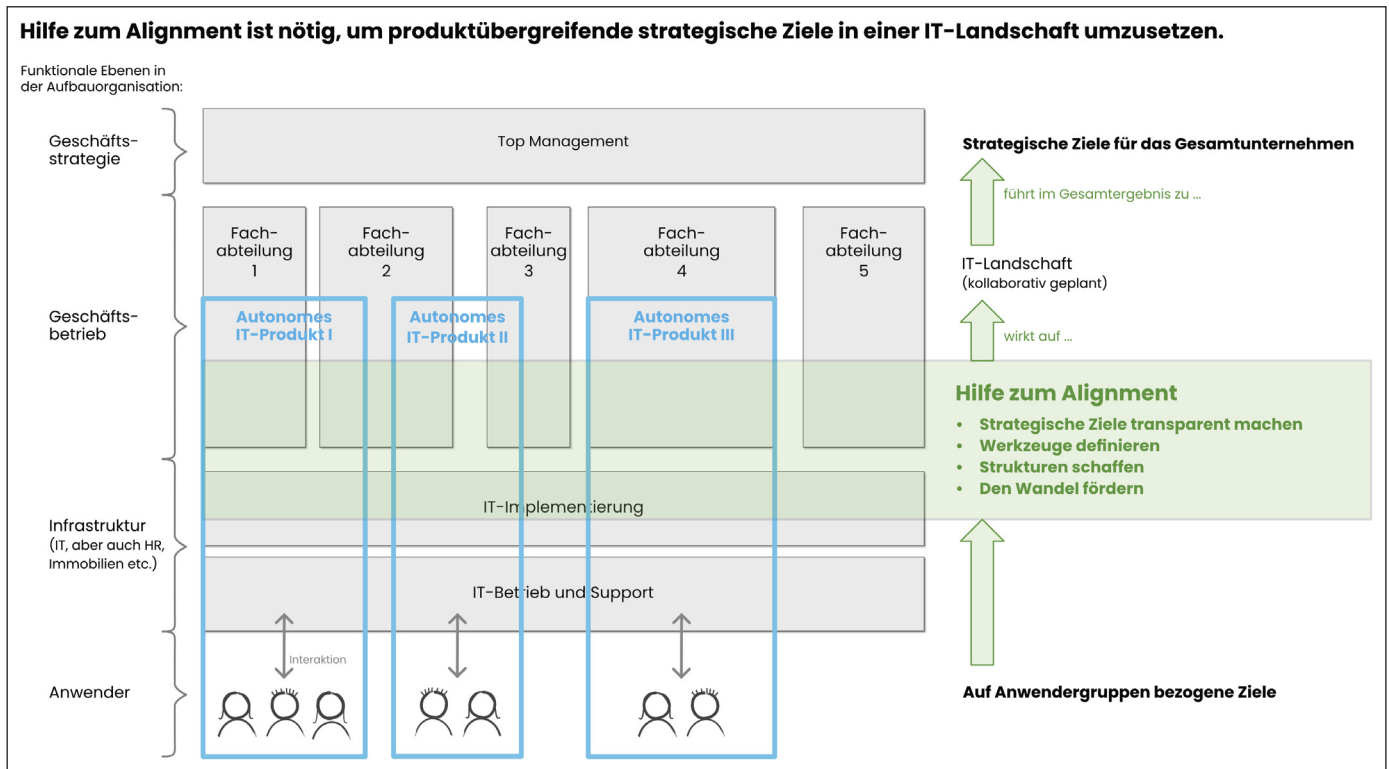 Hilfe zum Alignment ist nötig, um produktübergreifende strategische Ziele in einer IT-Landschaft umzusetzen.
Funktionale Ebenen in
der Aufbauorganisation:
Geschäfts-
strategie
Top Management
Strategische Ziele für das Gesamtunternehmen
führt im Gesamtergebnis zu ...
Geschäfts-
betrieb
Fach-
abteilung
1
Fach-
abteilung
2
Fach-
abteilung
3
Fach-
abteilung
4
Fach-
abteilung
5
IT-Landschaft
(kollaborativ geplant)
Autonomes
IT-Produkt I
Autonomes
IT-Produkt II
Autonomes
IT-Produkt III
wirkt auf ...
Hilfe zum Alignment
• Strategische Ziele transparent machen
• Werkzeuge definieren
• Strukturen schaffen
• Den Wandel fördern
Infrastruktur
(IT, aber auch HR,
Immobilien etc.)
IT-Implementierung
IT-Betrieb und Support
Interaktion
Anwender
Auf Anwendergruppen bezogene Ziele